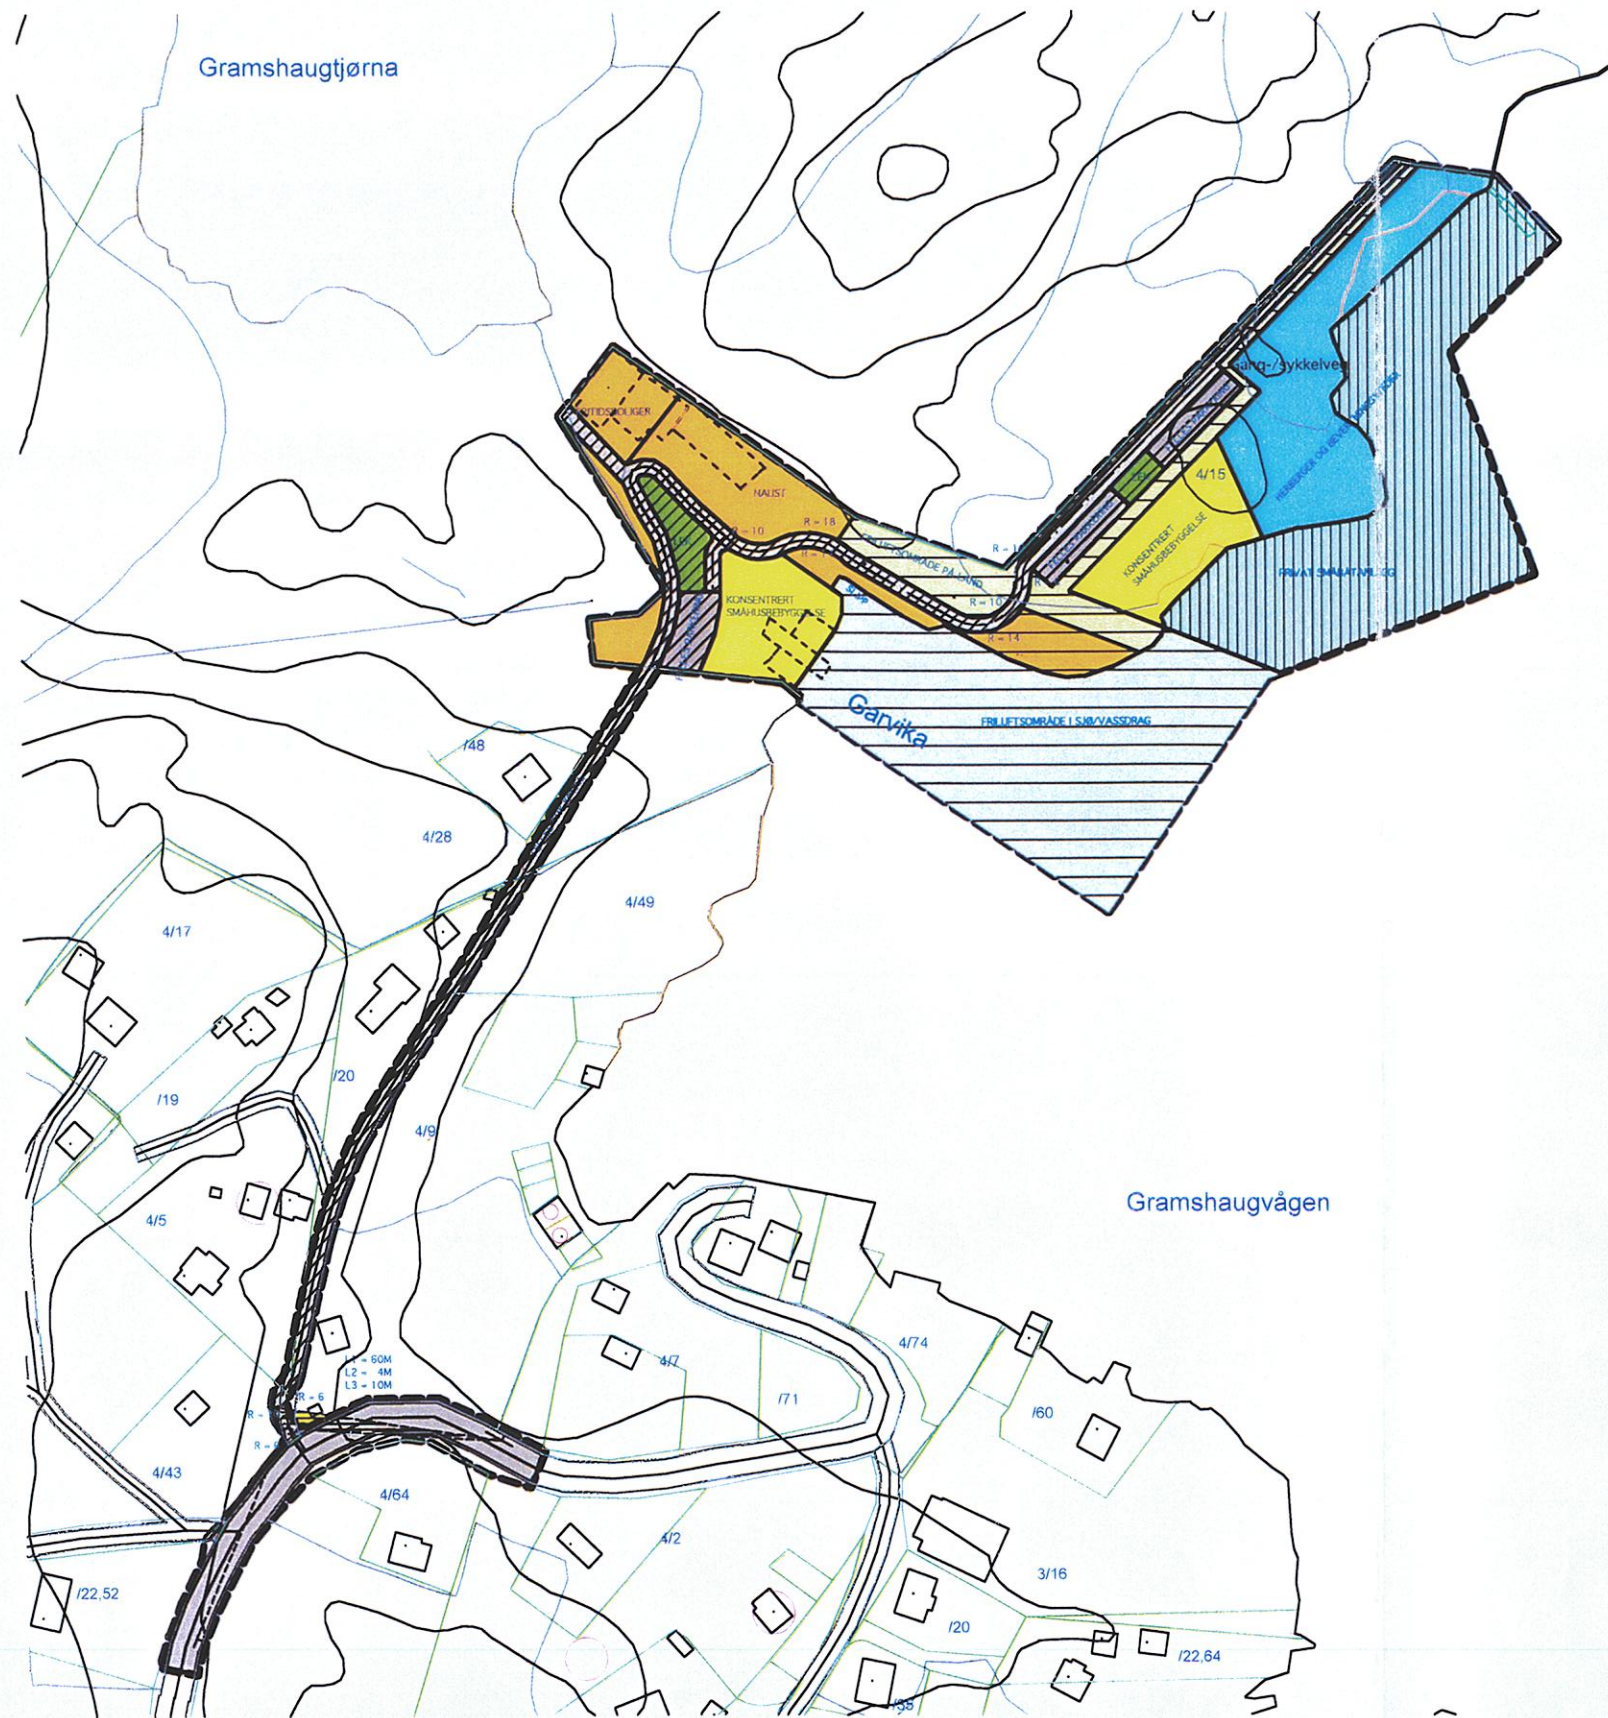 Gramshaugtjørna
NAUST
R = 18
R = 10
KONSENTRERT
SMÅHUSBEBYGGELSE
FRILUFTSOMRÅDE PÅ LAND
R = 10
R = 14
4/15
KONSENTRERT
SMÅHUSBEBYGGELSE
PRIVAT SMÅBÅTANLEGG
Garvika
FRILUFTSOMRÅDE I SJØ/VASSDRAG
/48
4/28
4/49
4/17
/20
/19
4/9
4/5
Gramshaugvågen
L1 = 60M
L2 = 4M
L3 = 10M
R = 6
4/7
4/74
/71
/60
4/43
4/64
4/2
3/16
/22,52
/20
/22,64